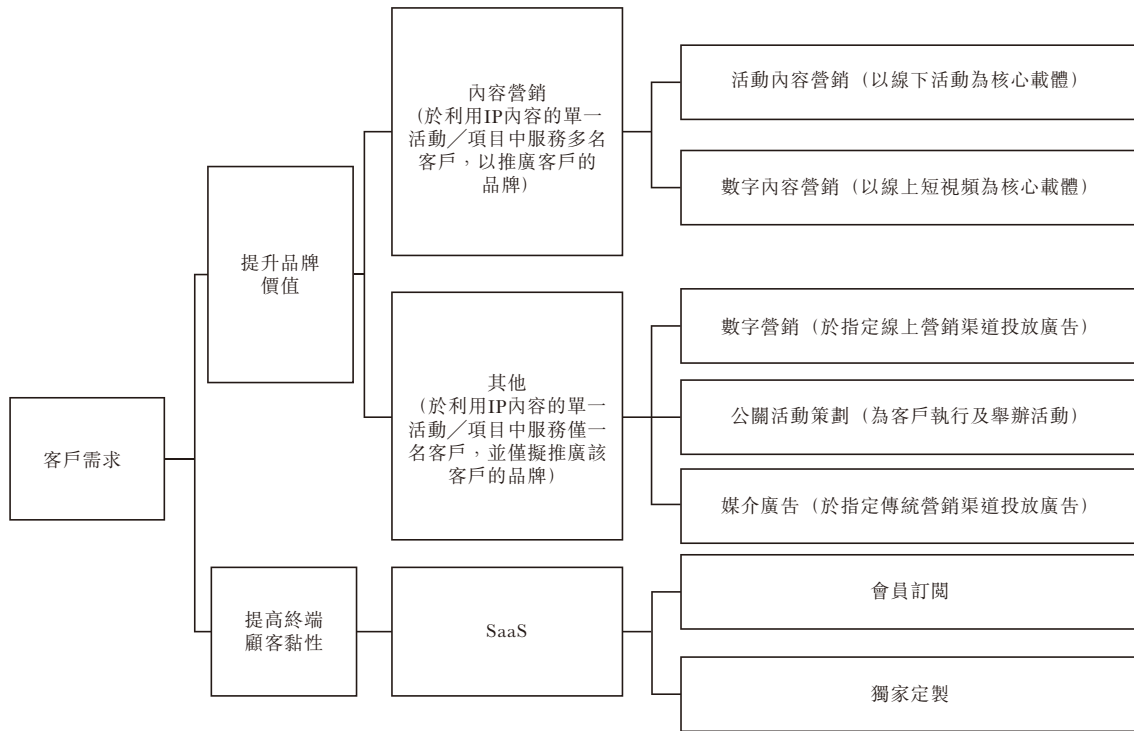 客戶需求
提升品牌
價值
提高終端
顧客黏性
內容營銷
(於利用IP內容的單一
活動／項目中服務多名
客戶，以推廣客戶的
品牌)
其他
(於利用IP內容的單一
活動／項目中服務僅一
名客戶，並僅擬推廣該
客戶的品牌)
SaaS
活動內容營銷 (以線下活動為核心載體)
數字內容營銷 (以線上短視頻為核心載體)
數字營銷 (於指定線上營銷渠道投放廣告)
公關活動策劃 (為客戶執行及舉辦活動)
媒介廣告 (於指定傳統營銷渠道投放廣告)
會員訂閱
獨家定製